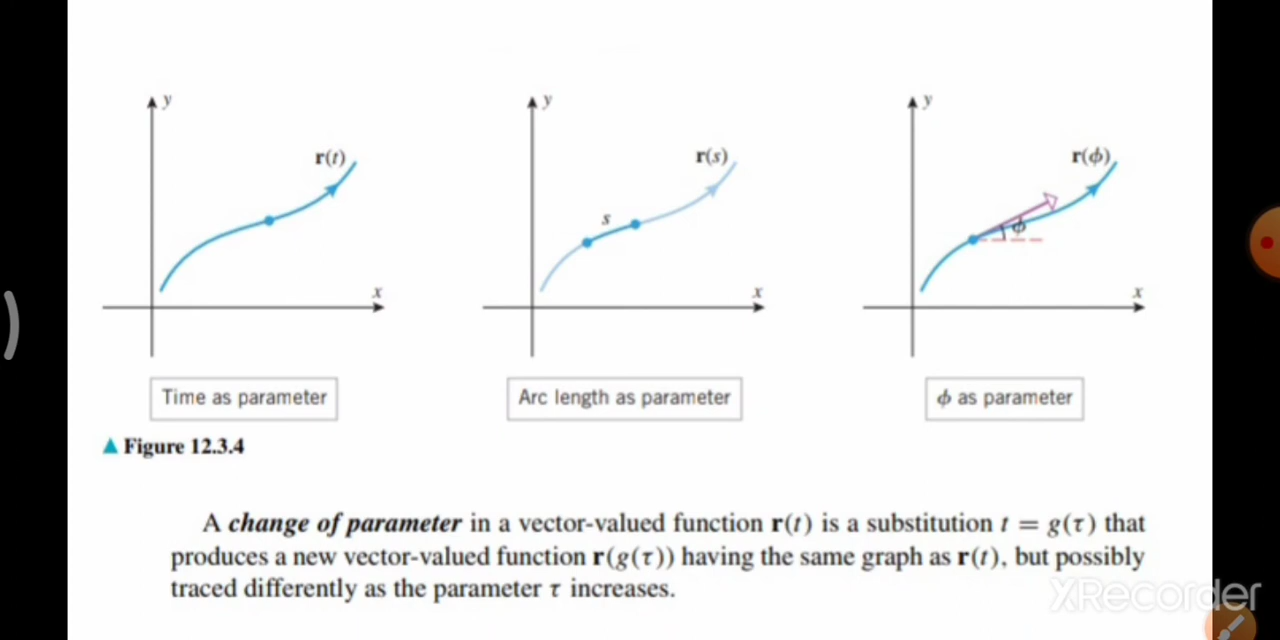 y
y
y
r(t)
r(s)
r(ϕ)
s
ϕ
x
x
x
Time as parameter
Arc length as parameter
ϕ as parameter
▲ Figure 12.3.4
A change of parameter in a vector-valued function r(t) is a substitution t = g(τ) that
produces a new vector-valued function r(g(τ)) having the same graph as r(t), but possibly
traced differently as the parameter τ increases.
XRecorder
)